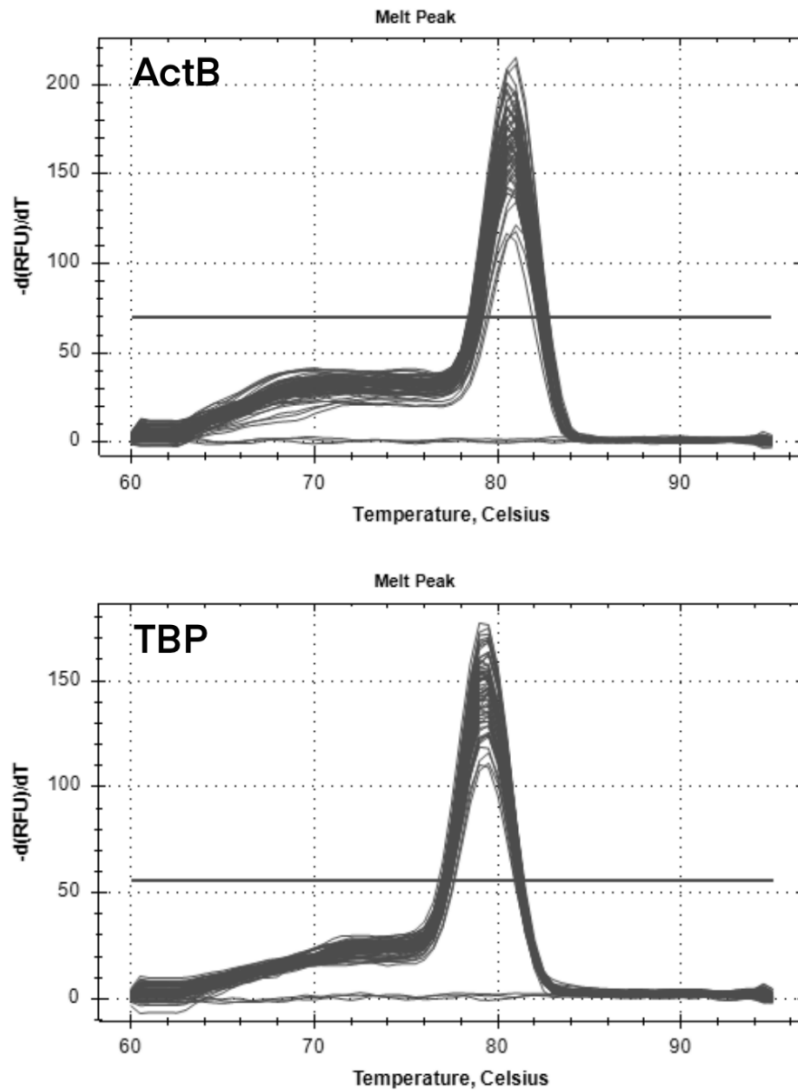 Melt Peak
ActB
200
150
100
50
0
-d(RFU)/dT
60 70 80 90
Temperature, Celsius
Melt Peak
TBP
150
100
50
0
-d(RFU)/dT
60 70 80 90
Temperature, Celsius